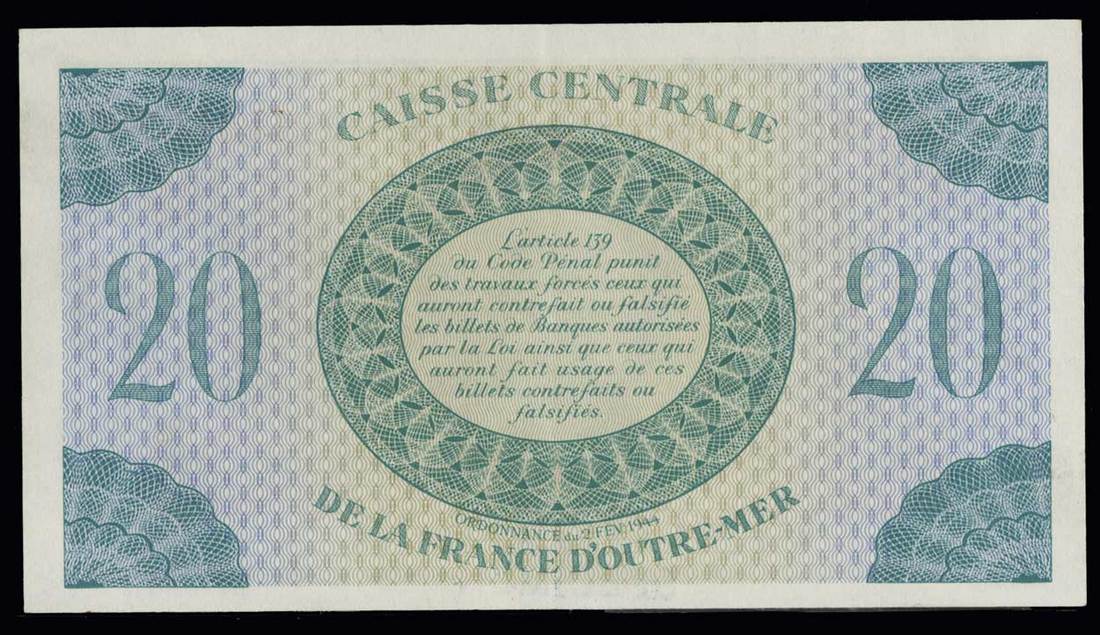 CAISSE CENTRALE
L'article 139
du Code Pénal punit
des travaux forcés ceux qui
auront contrefait ou falsifié
les billets de Banques autorisées
par la Loi ainsi que ceux qui
auront fait usage de ces
billets contrefaits ou
falsifiés.
20
20
ORDONNANCE du 2 FEV. 1944
DE LA FRANCE D'OUTRE-MER